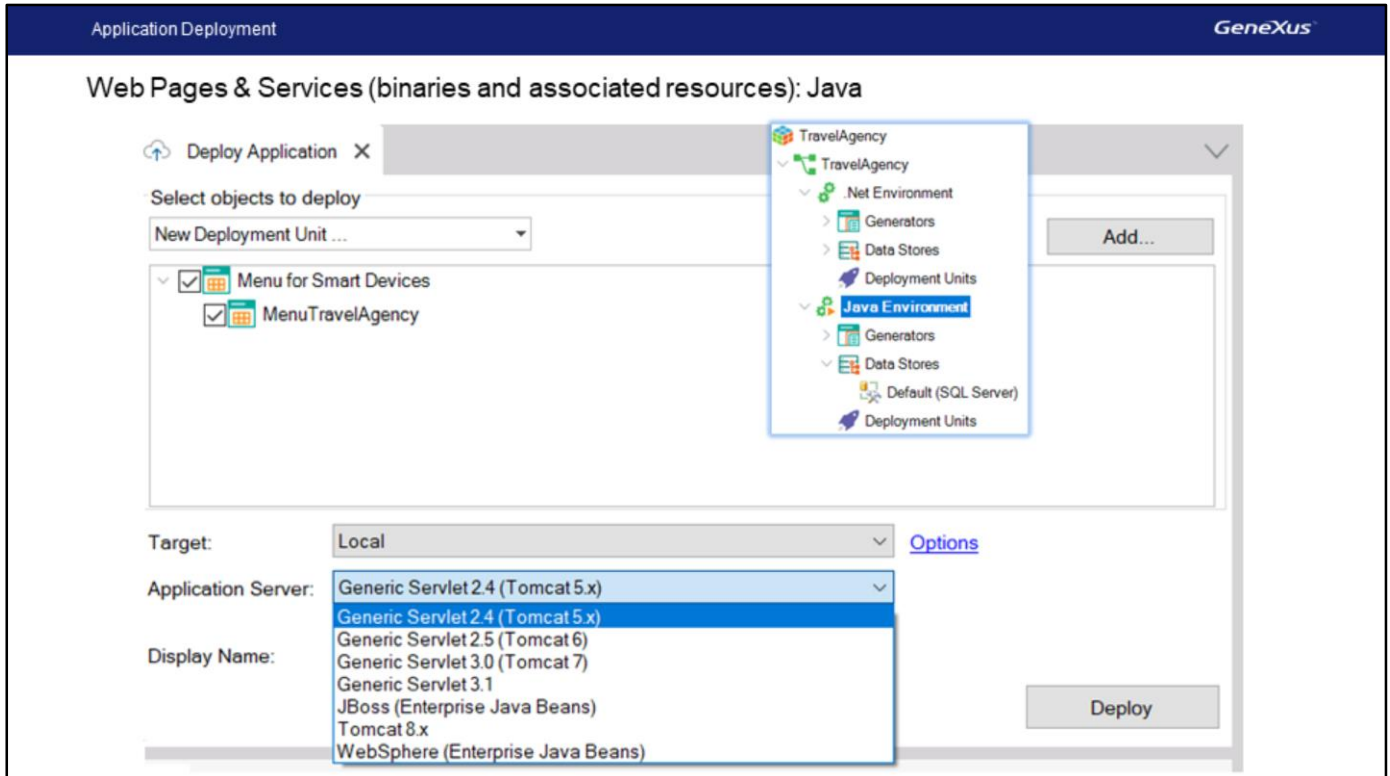 Application Deployment
GeneXus
Web Pages & Services (binaries and associated resources): Java
Deploy Application
Select objects to deploy
New Deployment Unit ...
Add...
Menu for Smart Devices
MenuTravelAgency
TravelAgency
TravelAgency
.Net Environment
Generators
Data Stores
Deployment Units
Java Environment
Generators
Data Stores
Default (SQL Server)
Deployment Units
Target:
Local
Options
Application Server:
Generic Servlet 2.4 (Tomcat 5.x)
Generic Servlet 2.4 (Tomcat 5.x)
Generic Servlet 2.5 (Tomcat 6)
Generic Servlet 3.0 (Tomcat 7)
Generic Servlet 3.1
JBoss (Enterprise Java Beans)
Tomcat 8.x
WebSphere (Enterprise Java Beans)
Display Name:
Deploy